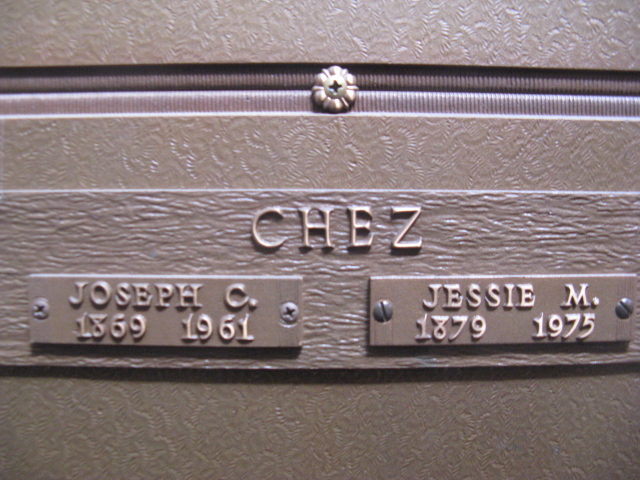 CHEZ
JOSEPH C.
1869 1961
JESSIE M.
1879 1975